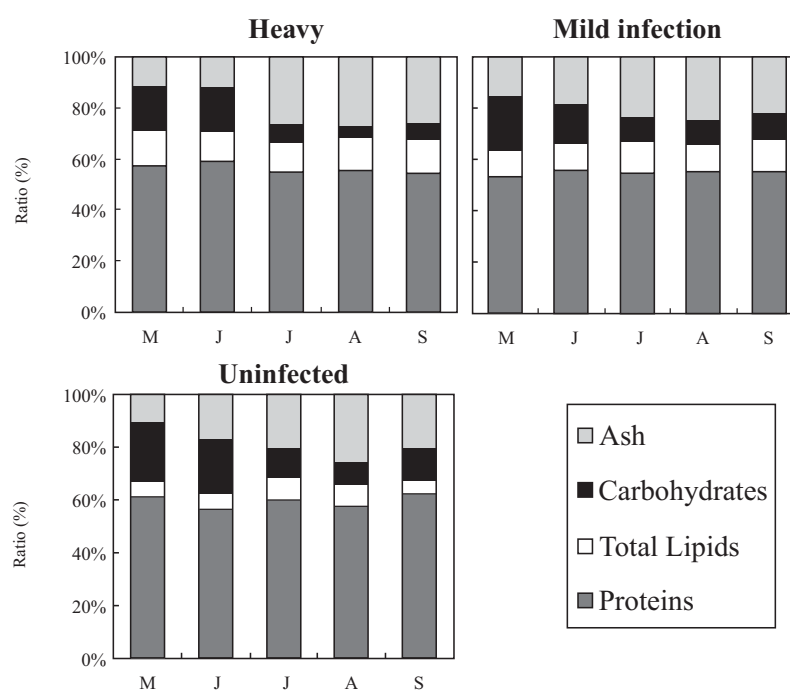 Heavy
Mild infection
100%
80%
60%
40%
20%
0%
Ratio (%)
M J J A S
M J J A S
Uninfected
100%
80%
60%
40%
20%
0%
Ratio (%)
M J J A S
Ash
Carbohydrates
Total Lipids
Proteins